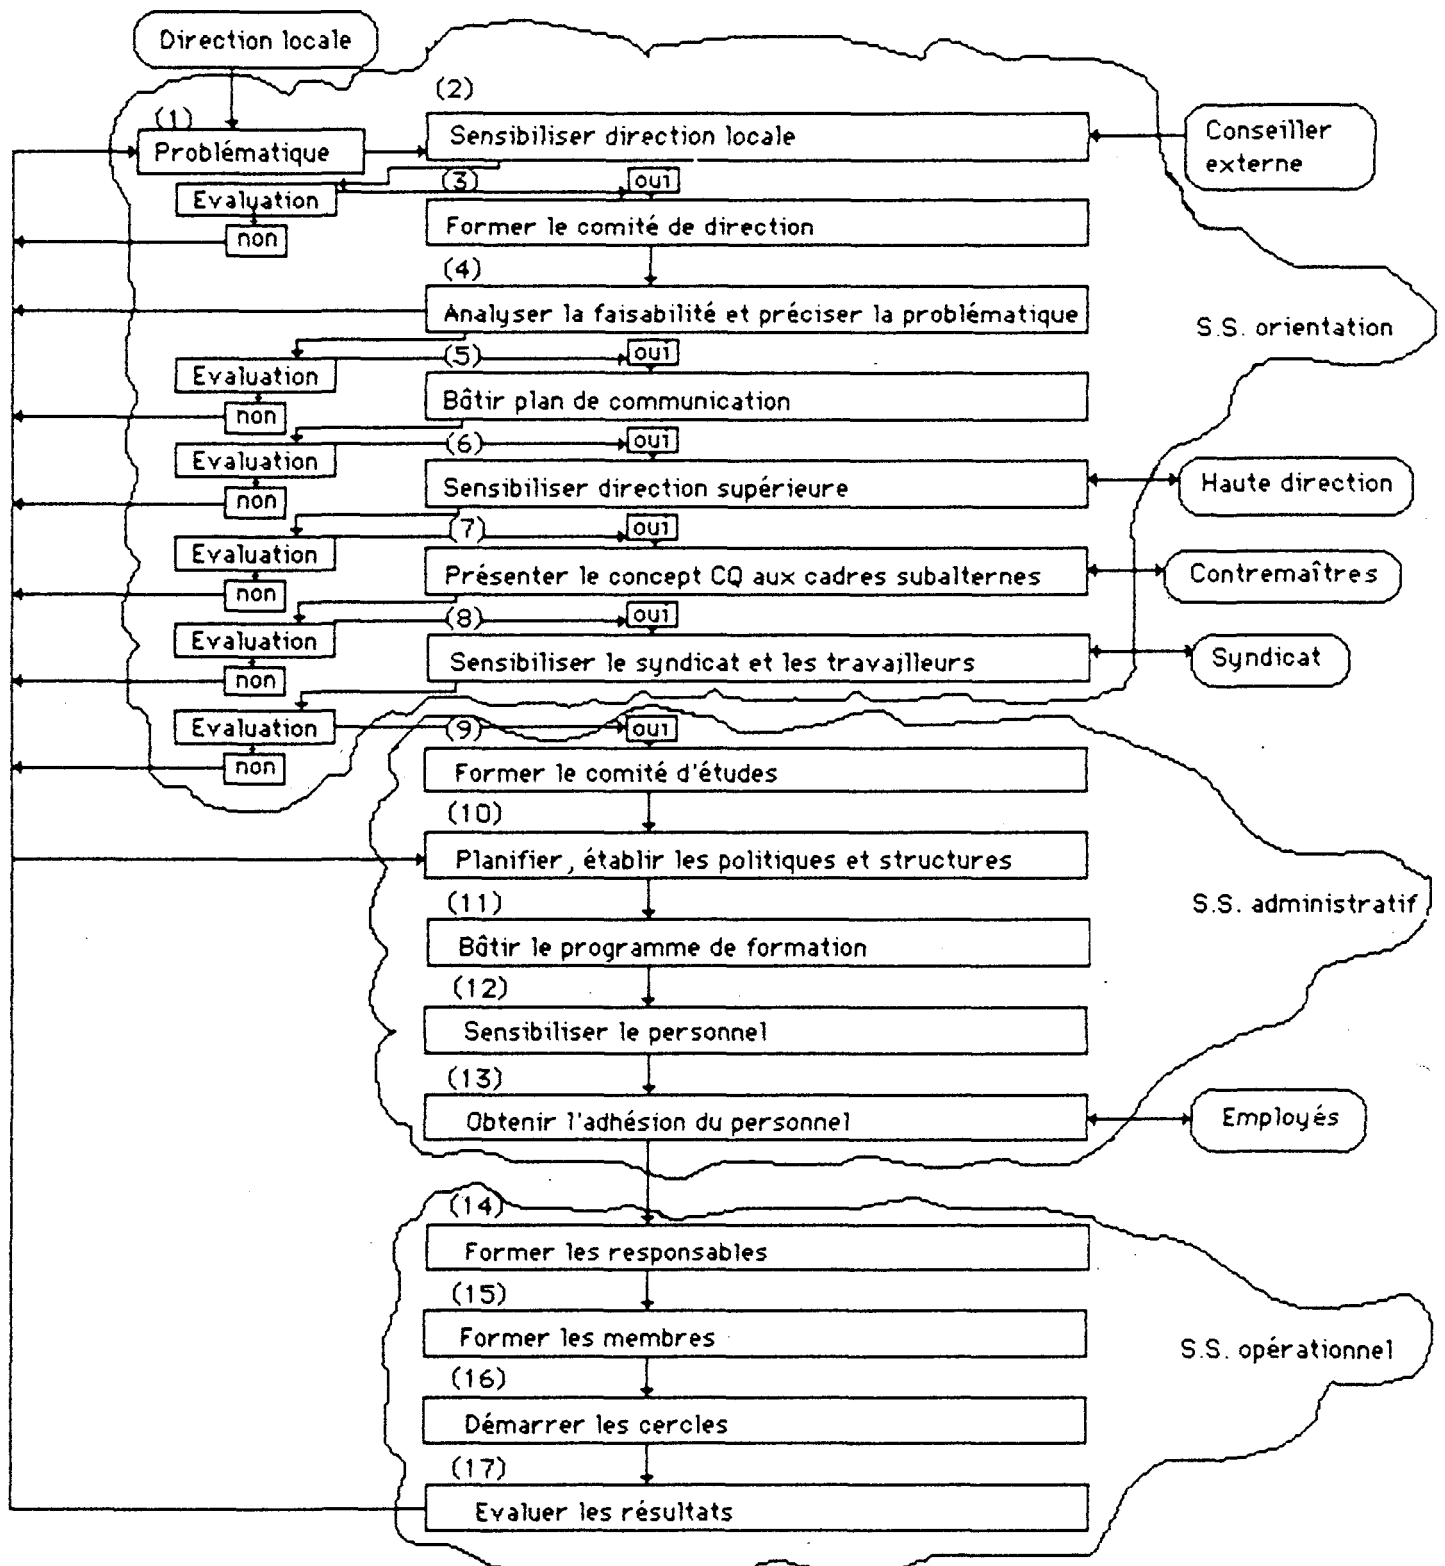 Direction locale
(1)
Problématique
(2)
Sensibiliser direction locale
Conseiller
externe
Evaluation
non
(3)
oui
Former le comité de direction
(4)
Analyser la faisabilité et préciser la problématique
S.S. orientation
Evaluation
non
(5)
oui
Bâtir plan de communication
Evaluation
non
(6)
oui
Sensibiliser direction supérieure
Haute direction
Evaluation
non
(7)
oui
Présenter le concept CQ aux cadres subalternes
Contremaîtres
Evaluation
non
(8)
oui
Sensibiliser le syndicat et les travailleurs
Syndicat
Evaluation
non
(9)
oui
Former le comité d'études
(10)
Planifier, établir les politiques et structures
S.S. administratif
(11)
Bâtir le programme de formation
(12)
Sensibiliser le personnel
(13)
Obtenir l'adhésion du personnel
Employés
(14)
Former les responsables
(15)
Former les membres
S.S. opérationnel
(16)
Démarrer les cercles
(17)
Evaluer les résultats